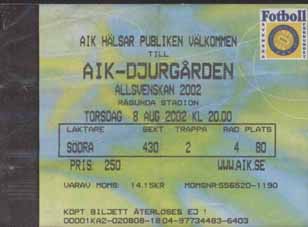 Fotboll
AIK HÄLSAR PUBLIKEN VÄLKOMMEN
TILL
AIK-DJURGÅRDEN
ALLSVENSKAN 2002
RÅSUNDA STADION
TORSDAG 8 AUG 2002 KL 20.00
LÄKTARE SEKT TRAPPA RAD PLATS
SÖDRA 430 2 4 80
PRIS 250 WWW.AIK.SE
VARAV MOMS: 14.15KR MOMSNR:556520-1190
KÖPT BILJETT ÅTERLÖSES EJ !
00001KA2-020808-1804-97734483-6403